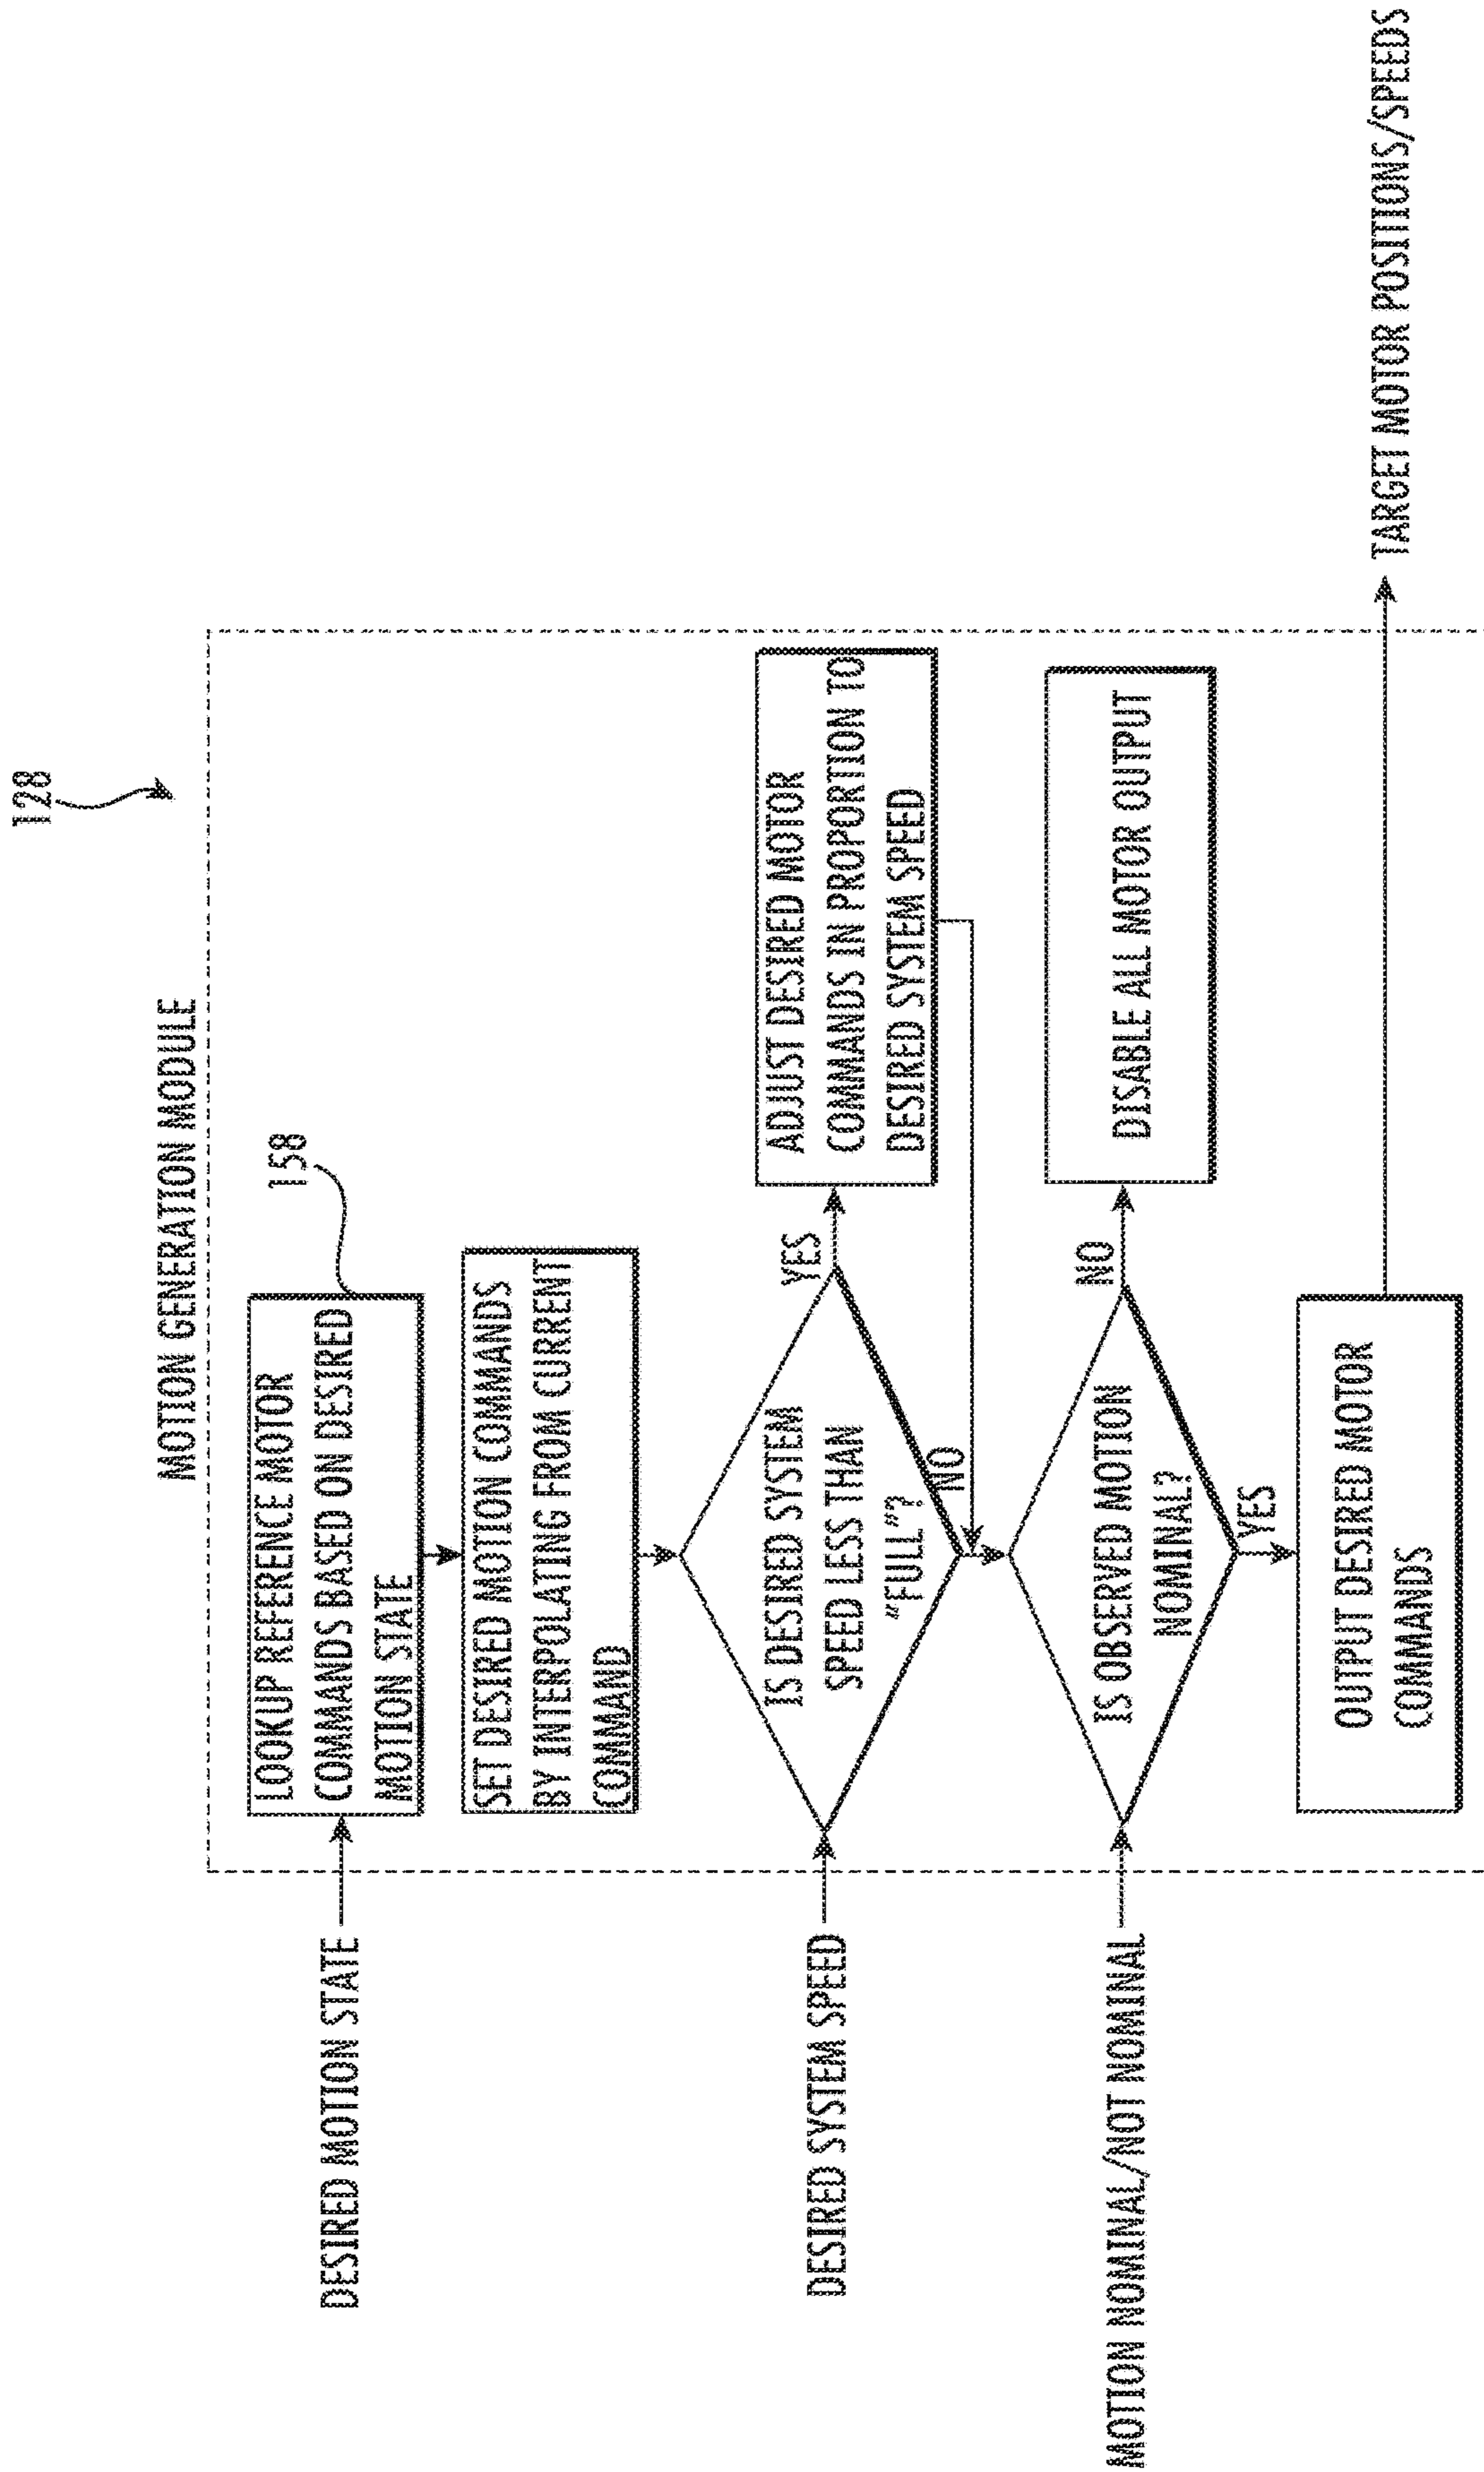 128
MOTION GENERATION MODULE
158
DESIRED MOTION STATE
LOOKUP REFERENCE MOTOR
COMMANDS BASED ON DESIRED
MOTION STATE
SET DESIRED MOTION COMMANDS
BY INTERPOLATING FROM CURRENT
COMMAND
DESIRED SYSTEM SPEED
IS DESIRED SYSTEM
SPEED LESS THAN
"FULL"?
YES
ADJUST DESIRED MOTOR
COMMANDS IN PROPORTION TO
DESIRED SYSTEM SPEED
NO
MOTION NOMINAL/NOT NOMINAL
IS OBSERVED MOTION
NOMINAL?
NO
DISABLE ALL MOTOR OUTPUT
YES
OUTPUT DESIRED MOTOR
COMMANDS
TARGET MOTOR POSITIONS/SPEEDS